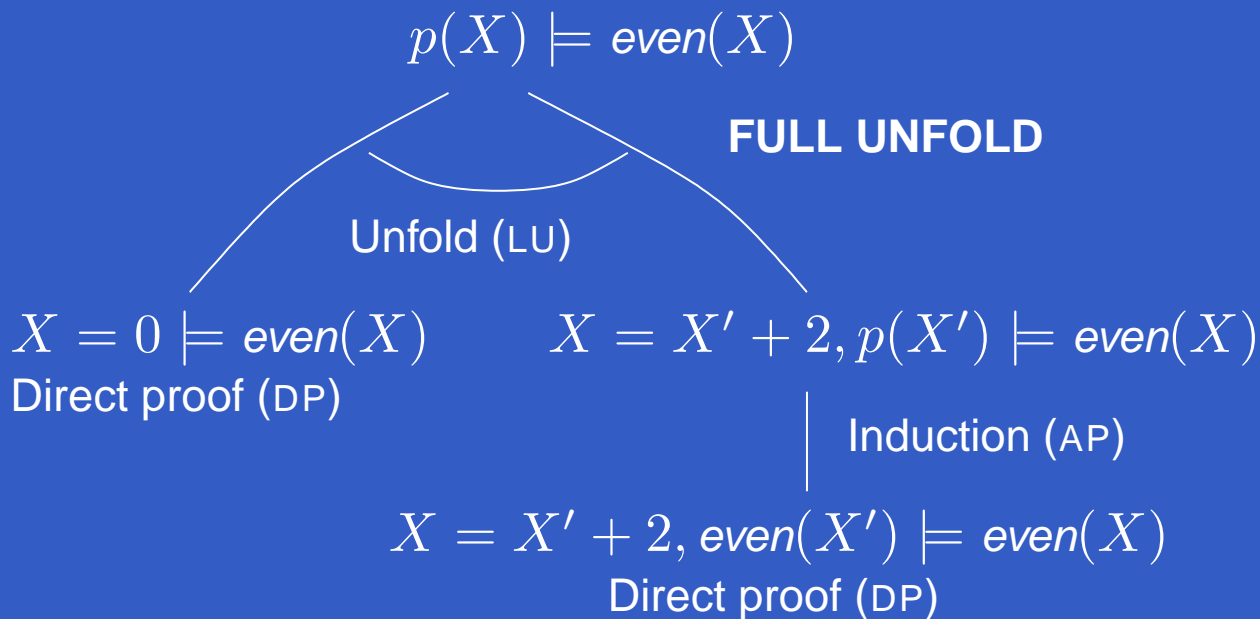 p(X) ⊨ even(X)
FULL UNFOLD
Unfold (LU)
X = 0 ⊨ even(X)
X = X′ + 2, p(X′) ⊨ even(X)
Direct proof (DP)
Induction (AP)
X = X′ + 2, even(X′) ⊨ even(X)
Direct proof (DP)